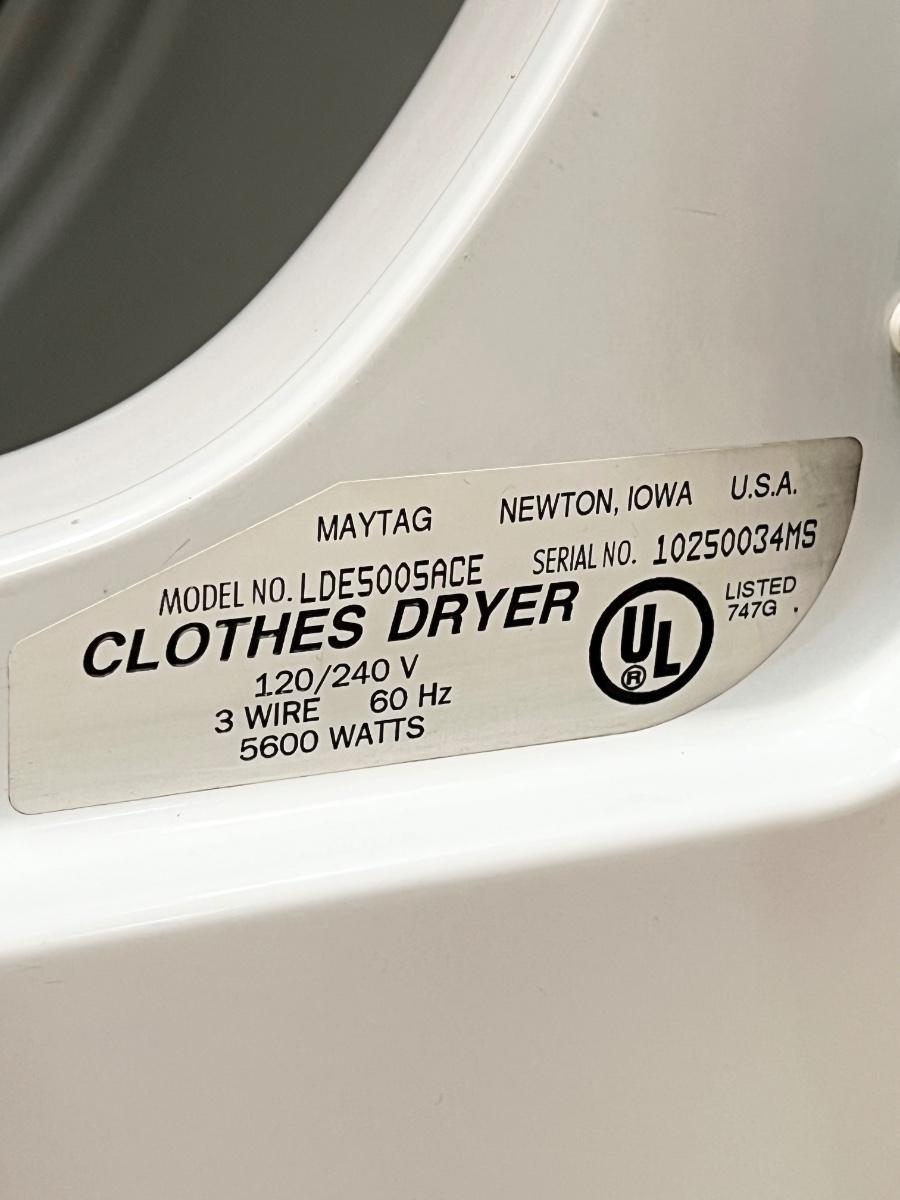 MAYTAG NEWTON, IOWA U.S.A.
MODEL NO. LDE5005ACE SERIAL NO. 10250034MS
CLOTHES DRYER
120/240 V
3 WIRE 60 Hz
5600 WATTS
UL ®
LISTED
747G